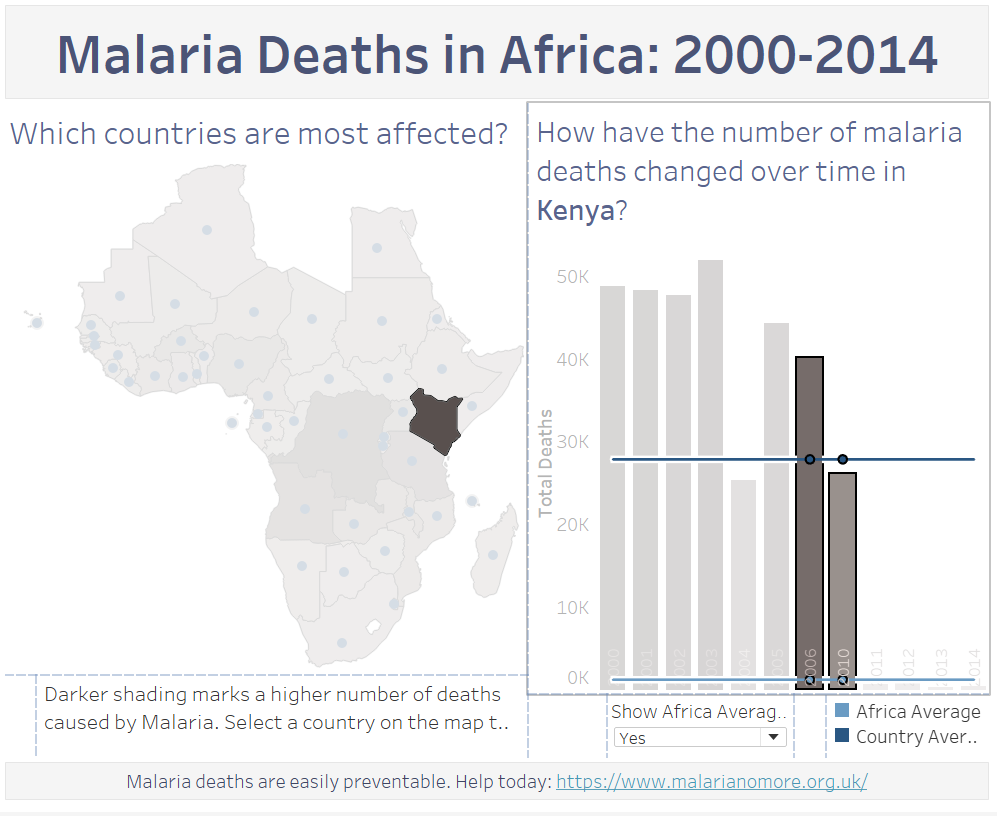 Malaria Deaths in Africa: 2000-2014
Which countries are most affected?
How have the number of malaria
deaths changed over time in
Kenya?
Total Deaths
50K
40K
30K
20K
10K
0K
2002
2003
2004
2005
2006
2010
2011
2012
2013
2014
Darker shading marks a higher number of deaths
caused by Malaria. Select a country on the map t..
Show Africa Averag..
Yes
Africa Average
Country Aver..
Malaria deaths are easily preventable. Help today: https://www.malarianomore.org.uk/